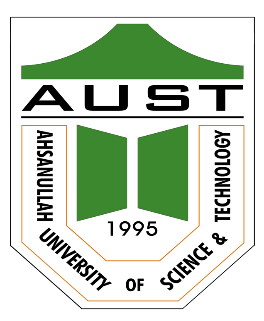 AUST
1995
AHSANULLAH UNIVERSITY OF SCIENCE & TECHNOLOGY